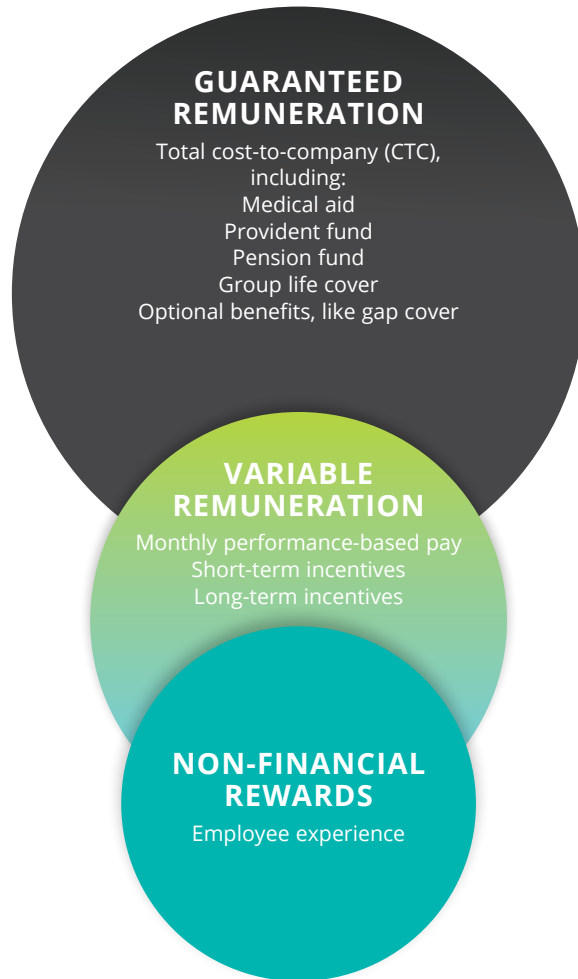 GUARANTEED
REMUNERATION
Total cost-to-company (CTC),
including:
Medical aid
Provident fund
Pension fund
Group life cover
Optional benefits, like gap cover
VARIABLE
REMUNERATION
Monthly performance-based pay
Short-term incentives
Long-term incentives
NON-FINANCIAL
REWARDS
Employee experience